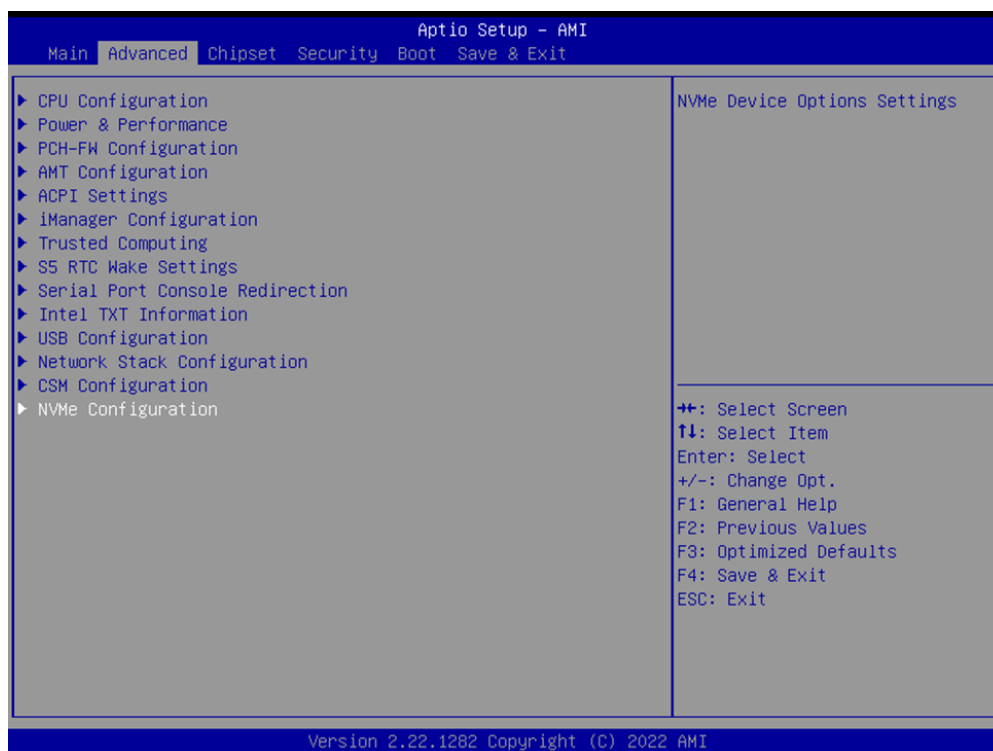 Aptio Setup – AMI
Main Advanced Chipset Security Boot Save & Exit
▶ CPU Configuration
▶ Power & Performance
▶ PCH-FW Configuration
▶ AMT Configuration
▶ ACPI Settings
▶ iManager Configuration
▶ Trusted Computing
▶ S5 RTC Wake Settings
▶ Serial Port Console Redirection
▶ Intel TXT Information
▶ USB Configuration
▶ Network Stack Configuration
▶ CSM Configuration
▶ NVMe Configuration
NVMe Device Options Settings
→←: Select Screen
↑↓: Select Item
Enter: Select
+/-: Change Opt.
F1: General Help
F2: Previous Values
F3: Optimized Defaults
F4: Save & Exit
ESC: Exit
Version 2.22.1282 Copyright (C) 2022 AMI